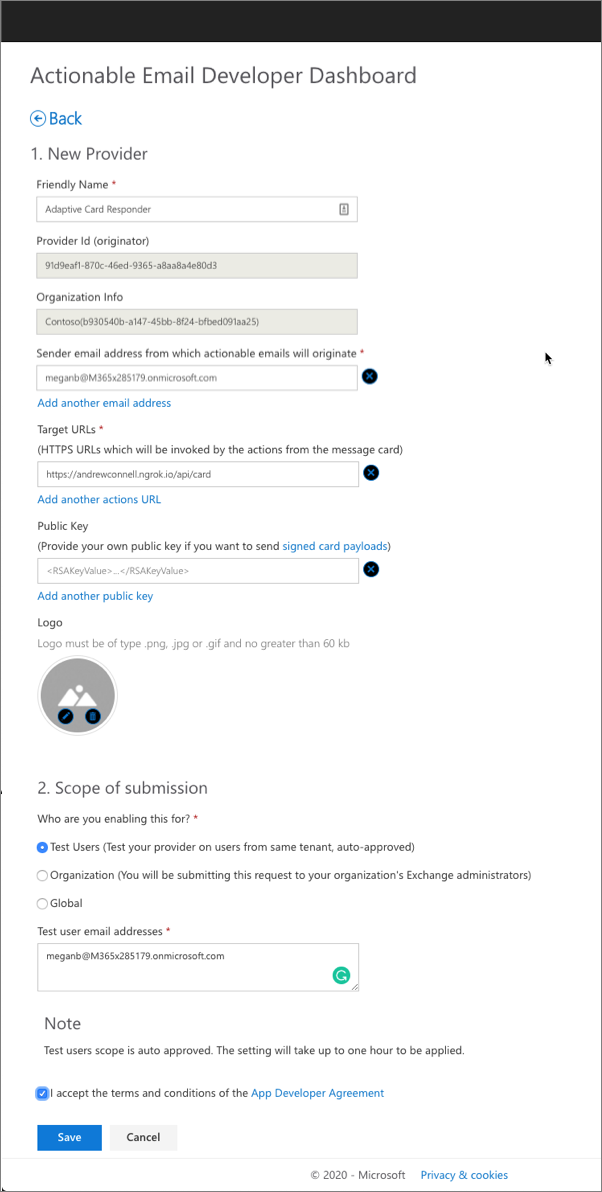 Actionable Email Developer Dashboard
Back
1. New Provider
Friendly Name *
Adaptive Card Responder
Provider Id (originator)
91d9eaf1-870c-46ed-9365-a8aa8a4e80d3
Organization Info
Contoso(b930540b-a147-45bb-8f24-bfbed091aa25)
Sender email address from which actionable emails will originate *
meganb@M365x285179.onmicrosoft.com
Add another email address
Target URLs *
(HTTPS URLs which will be invoked by the actions from the message card)
https://andrewconnell.ngrok.io/api/card
Add another actions URL
Public Key
(Provide your own public key if you want to send signed card payloads)
<RSAKeyValue>...</RSAKeyValue>
Add another public key
Logo
Logo must be of type .png, .jpg or .gif and no greater than 60 kb
2. Scope of submission
Who are you enabling this for? *
Test Users (Test your provider on users from same tenant, auto-approved)
Organization (You will be submitting this request to your organization's Exchange administrators)
Global
Test user email addresses *
meganb@M365x285179.onmicrosoft.com
Note
Test users scope is auto approved. The setting will take up to one hour to be applied.
I accept the terms and conditions of the App Developer Agreement
Save Cancel
© 2020 - Microsoft Privacy & cookies